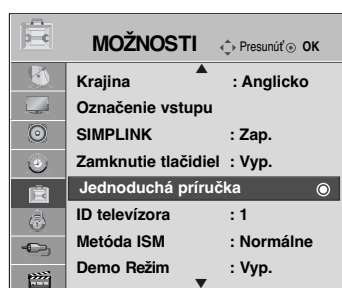 MOŽNOSTI Presunúť OK
Krajina : Anglicko
Označenie vstupu
SIMPLINK : Zap.
Zamknutie tlačidiel : Vyp.
Jednoduchá príručka
ID televízora : 1
Metóda ISM : Normálne
Demo Režim : Vyp.